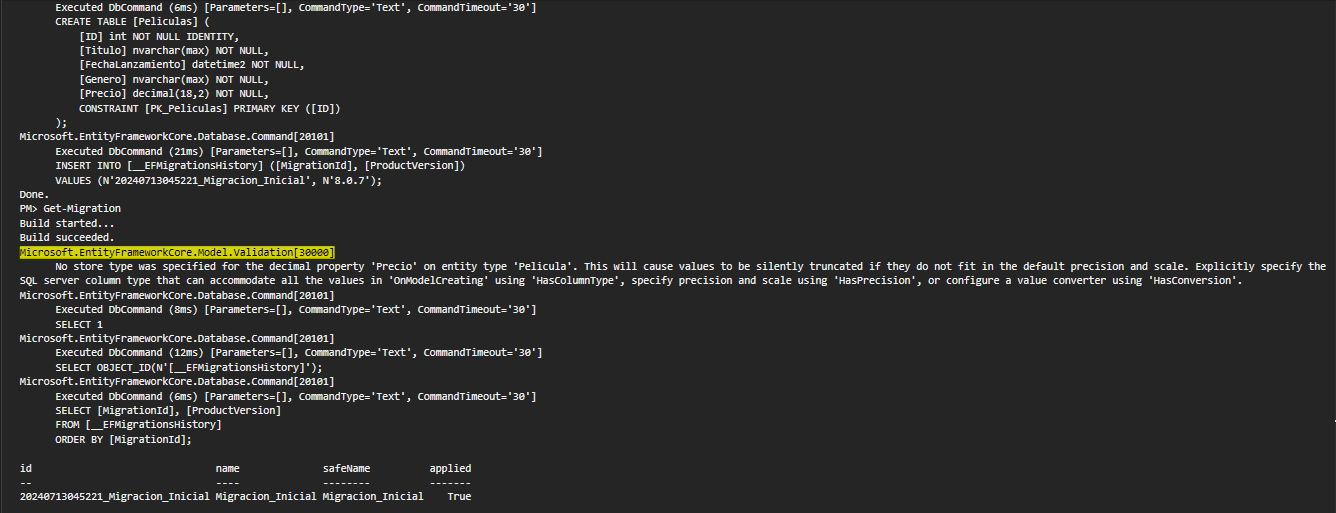 Executed DbCommand (6ms) [Parameters=[], CommandType='Text', CommandTimeout='30']
CREATE TABLE [Peliculas] (
[ID] int NOT NULL IDENTITY,
[Titulo] nvarchar(max) NOT NULL,
[FechaLanzamiento] datetime2 NOT NULL,
[Genero] nvarchar(max) NOT NULL,
[Precio] decimal(18,2) NOT NULL,
CONSTRAINT [PK_Peliculas] PRIMARY KEY ([ID])
);
Microsoft.EntityFrameworkCore.Database.Command[20101]
Executed DbCommand (21ms) [Parameters=[], CommandType='Text', CommandTimeout='30']
INSERT INTO [__EFMigrationsHistory] ([MigrationId], [ProductVersion])
VALUES (N'20240713045221_Migracion_Inicial', N'8.0.7');
Done.
PM> Get-Migration
Build started...
Build succeeded.
Microsoft.EntityFrameworkCore.Model.Validation[30000]
No store type was specified for the decimal property 'Precio' on entity type 'Pelicula'. This will cause values to be silently truncated if they do not fit in the default precision and scale. Explicitly specify the
SQL server column type that can accommodate all the values in 'OnModelCreating' using 'HasColumnType', specify precision and scale using 'HasPrecision', or configure a value converter using 'HasConversion'.
Microsoft.EntityFrameworkCore.Database.Command[20101]
Executed DbCommand (8ms) [Parameters=[], CommandType='Text', CommandTimeout='30']
SELECT 1
Microsoft.EntityFrameworkCore.Database.Command[20101]
Executed DbCommand (12ms) [Parameters=[], CommandType='Text', CommandTimeout='30']
SELECT OBJECT_ID(N'[__EFMigrationsHistory]');
Microsoft.EntityFrameworkCore.Database.Command[20101]
Executed DbCommand (6ms) [Parameters=[], CommandType='Text', CommandTimeout='30']
SELECT [MigrationId], [ProductVersion]
FROM [__EFMigrationsHistory]
ORDER BY [MigrationId];
id name safeName applied
-- ---- -------- -------
20240713045221_Migracion_Inicial Migracion_Inicial Migracion_Inicial True